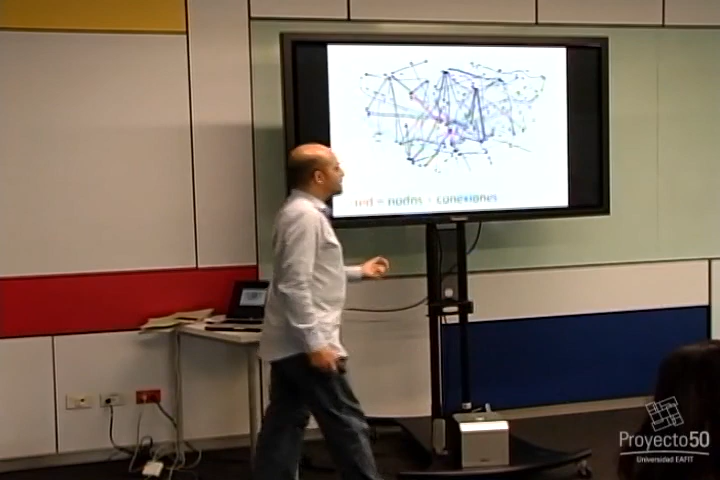 red = nodos + conexiones
Proyecto50
Universidad EAFIT